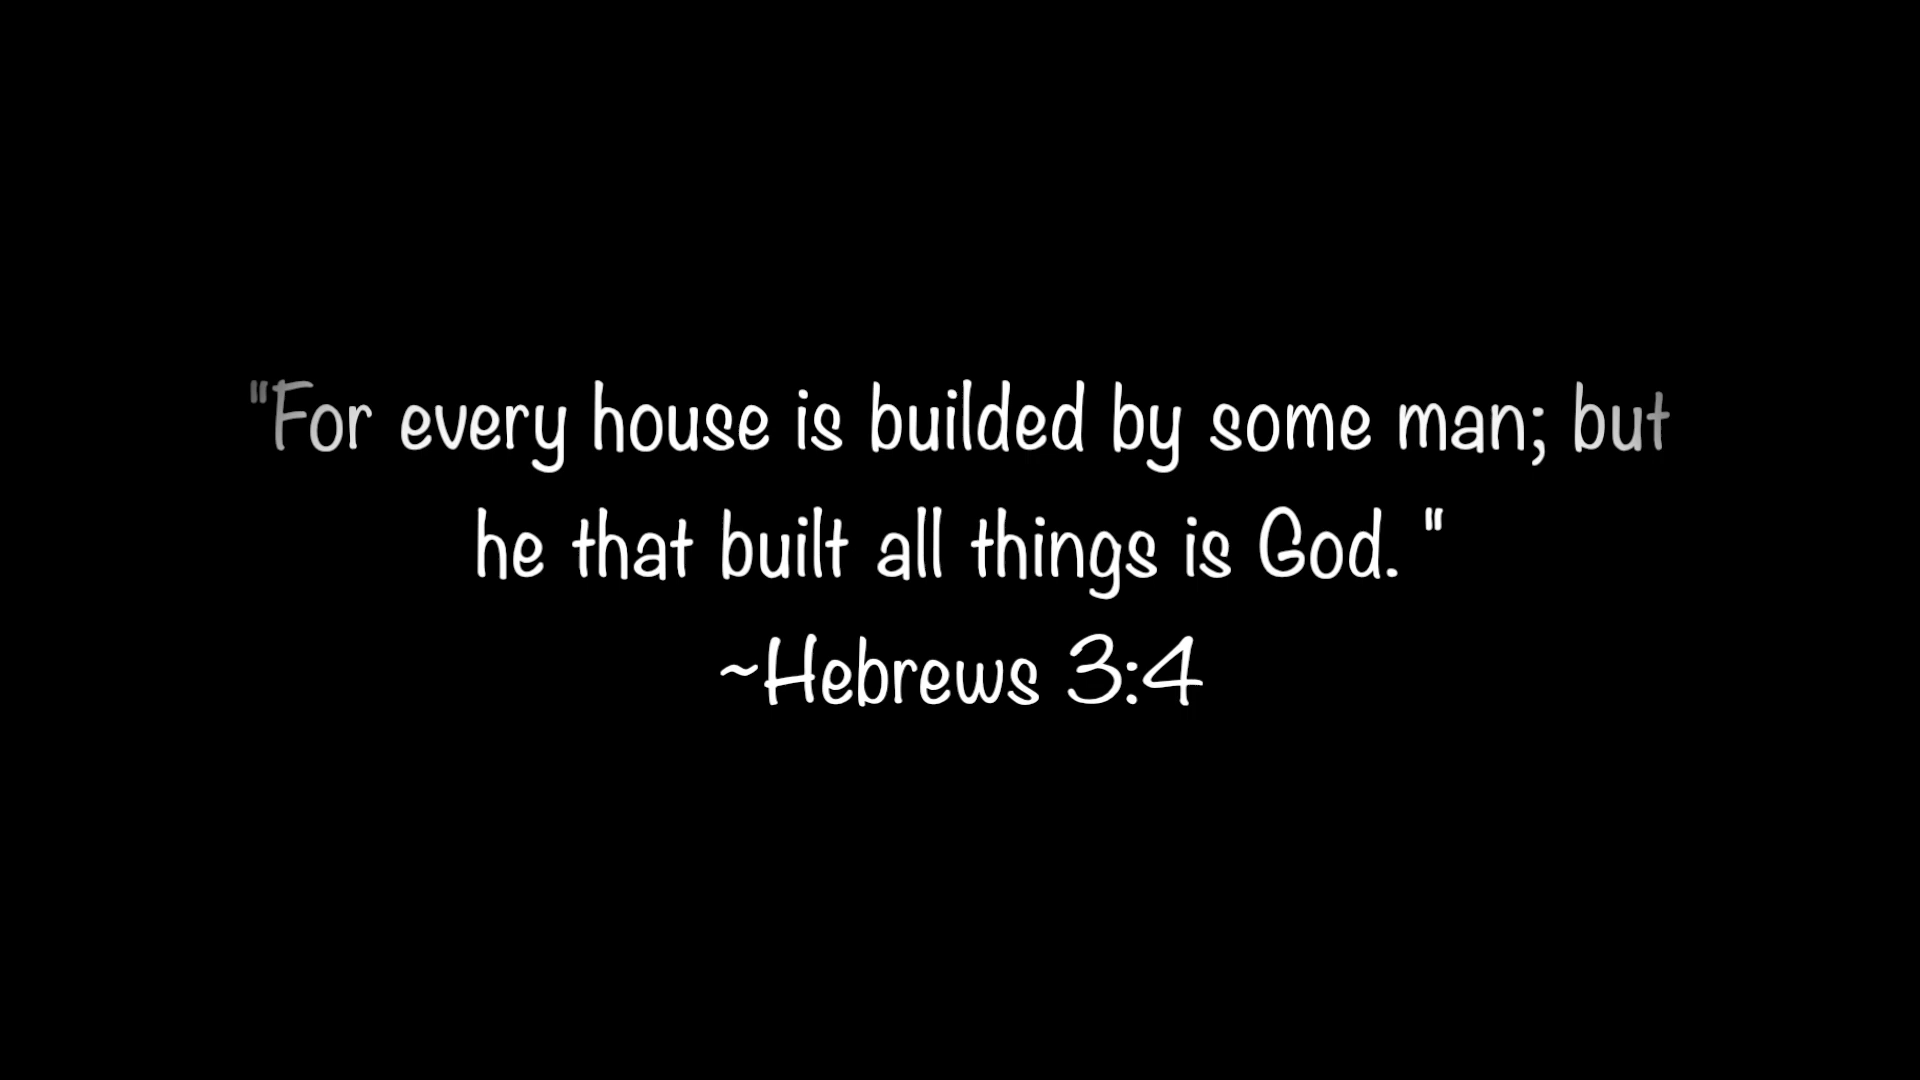 "For every house is builded by some man; but
he that built all things is God. "
~Hebrews 3:4